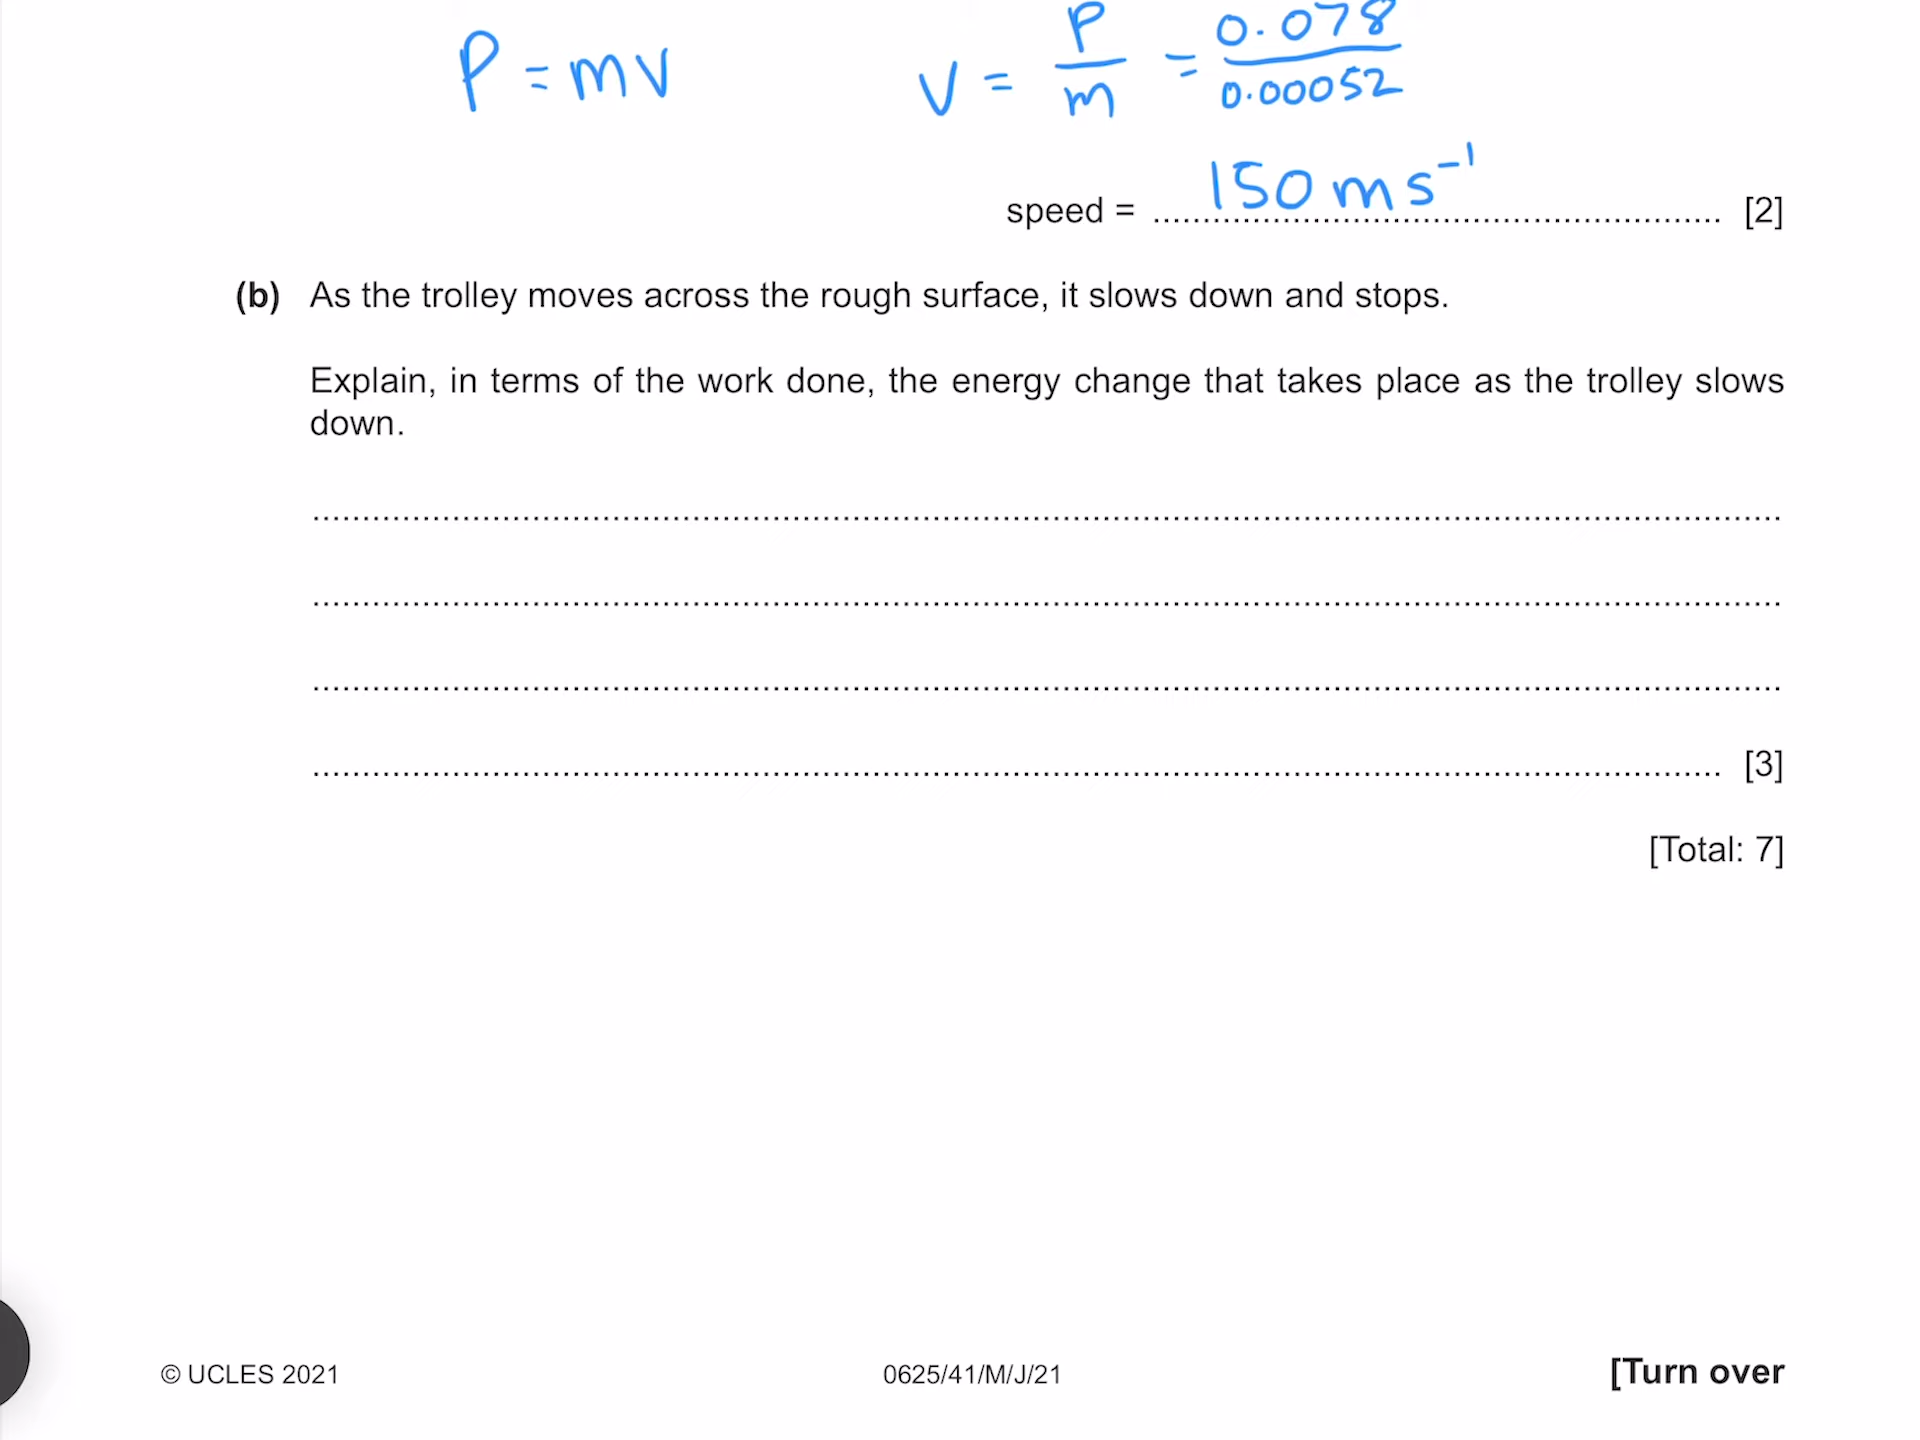 P = mv v = P/m = 0.078/0.00052
150 ms⁻¹
speed = ........................................................ [2]
(b) As the trolley moves across the rough surface, it slows down and stops.
Explain, in terms of the work done, the energy change that takes place as the trolley slows
down.
...................................................................................................................................................
...................................................................................................................................................
...................................................................................................................................................
............................................................................................................................................. [3]
[Total: 7]
© UCLES 2021 0625/41/M/J/21 [Turn over